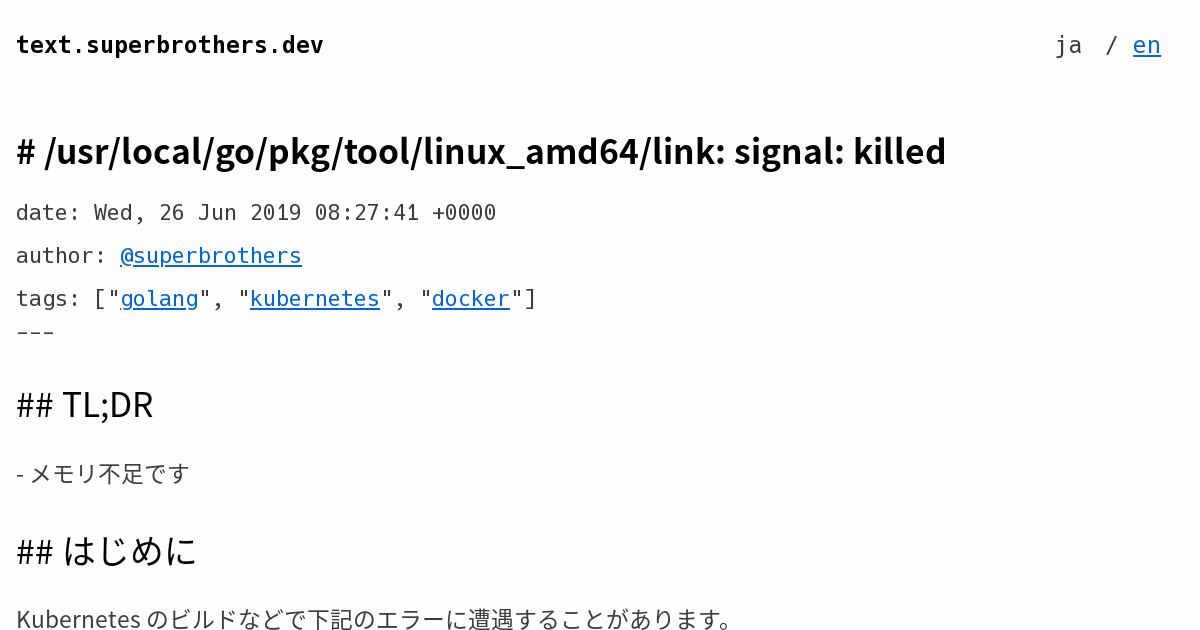 text.superbrothers.dev ja / en
# /usr/local/go/pkg/tool/linux_amd64/link: signal: killed
date: Wed, 26 Jun 2019 08:27:41 +0000
author: @superbrothers
tags: ["golang", "kubernetes", "docker"]
---
## TL;DR
- メモリ不足です
## はじめに
Kubernetes のビルドなどで下記のエラーに遭遇することがあります。